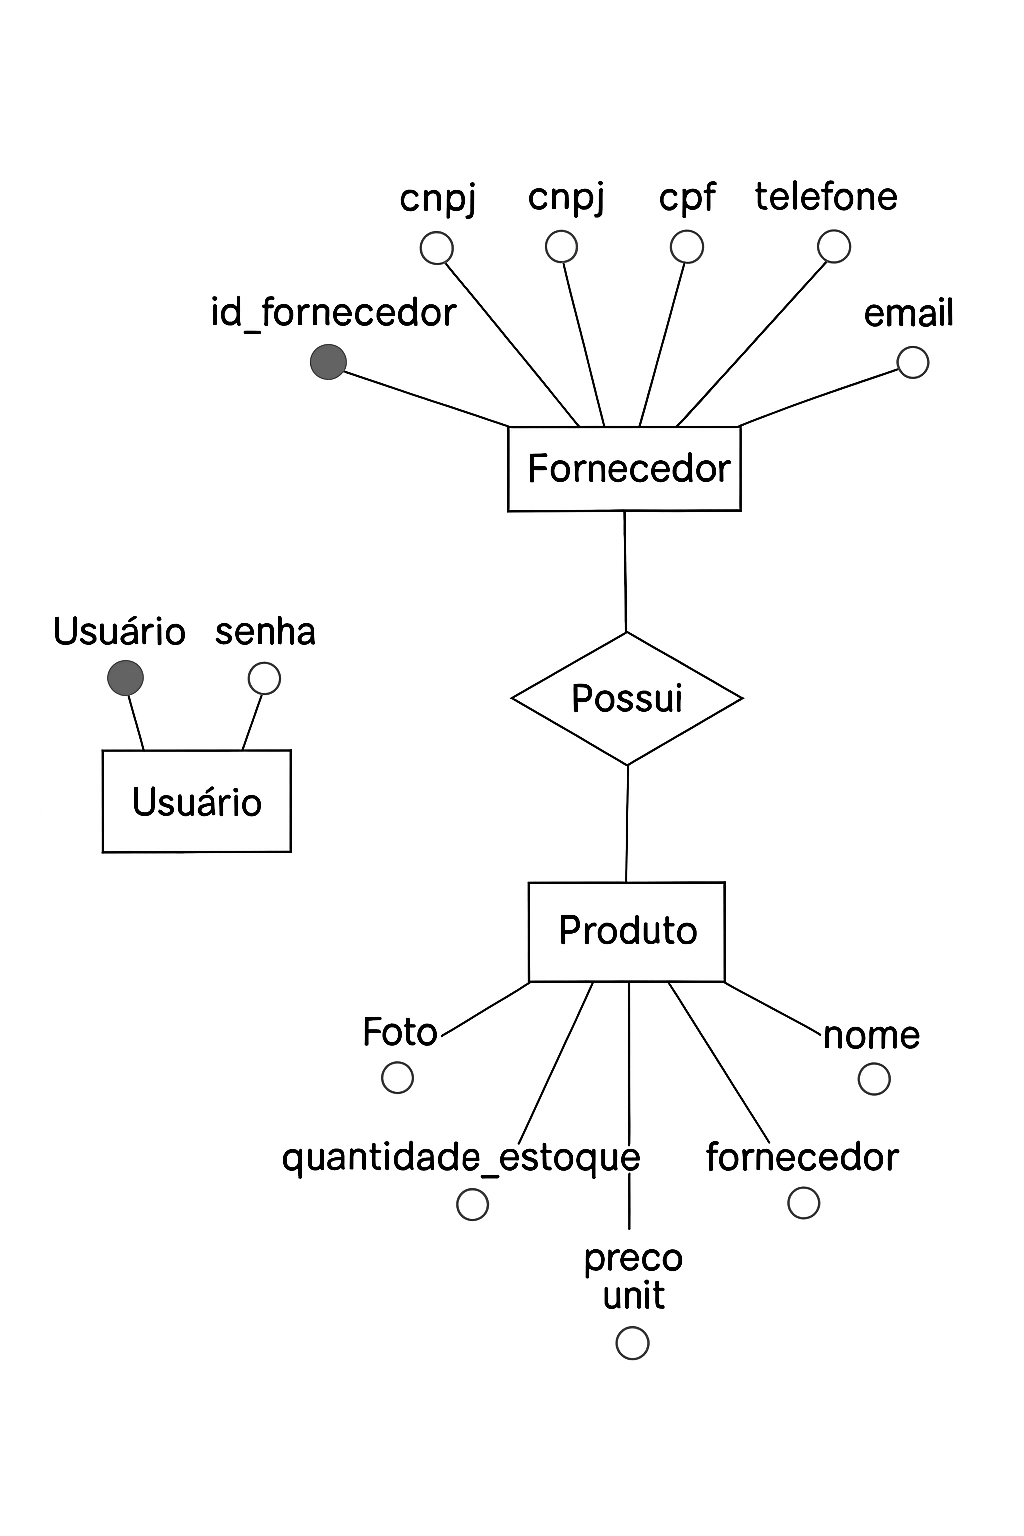 cnpj cnpj cpf telefone
id_fornecedor email
Fornecedor
Usuário senha
Possui
Usuário
Produto
Foto nome
quantidade_estoque fornecedor
preco
unit